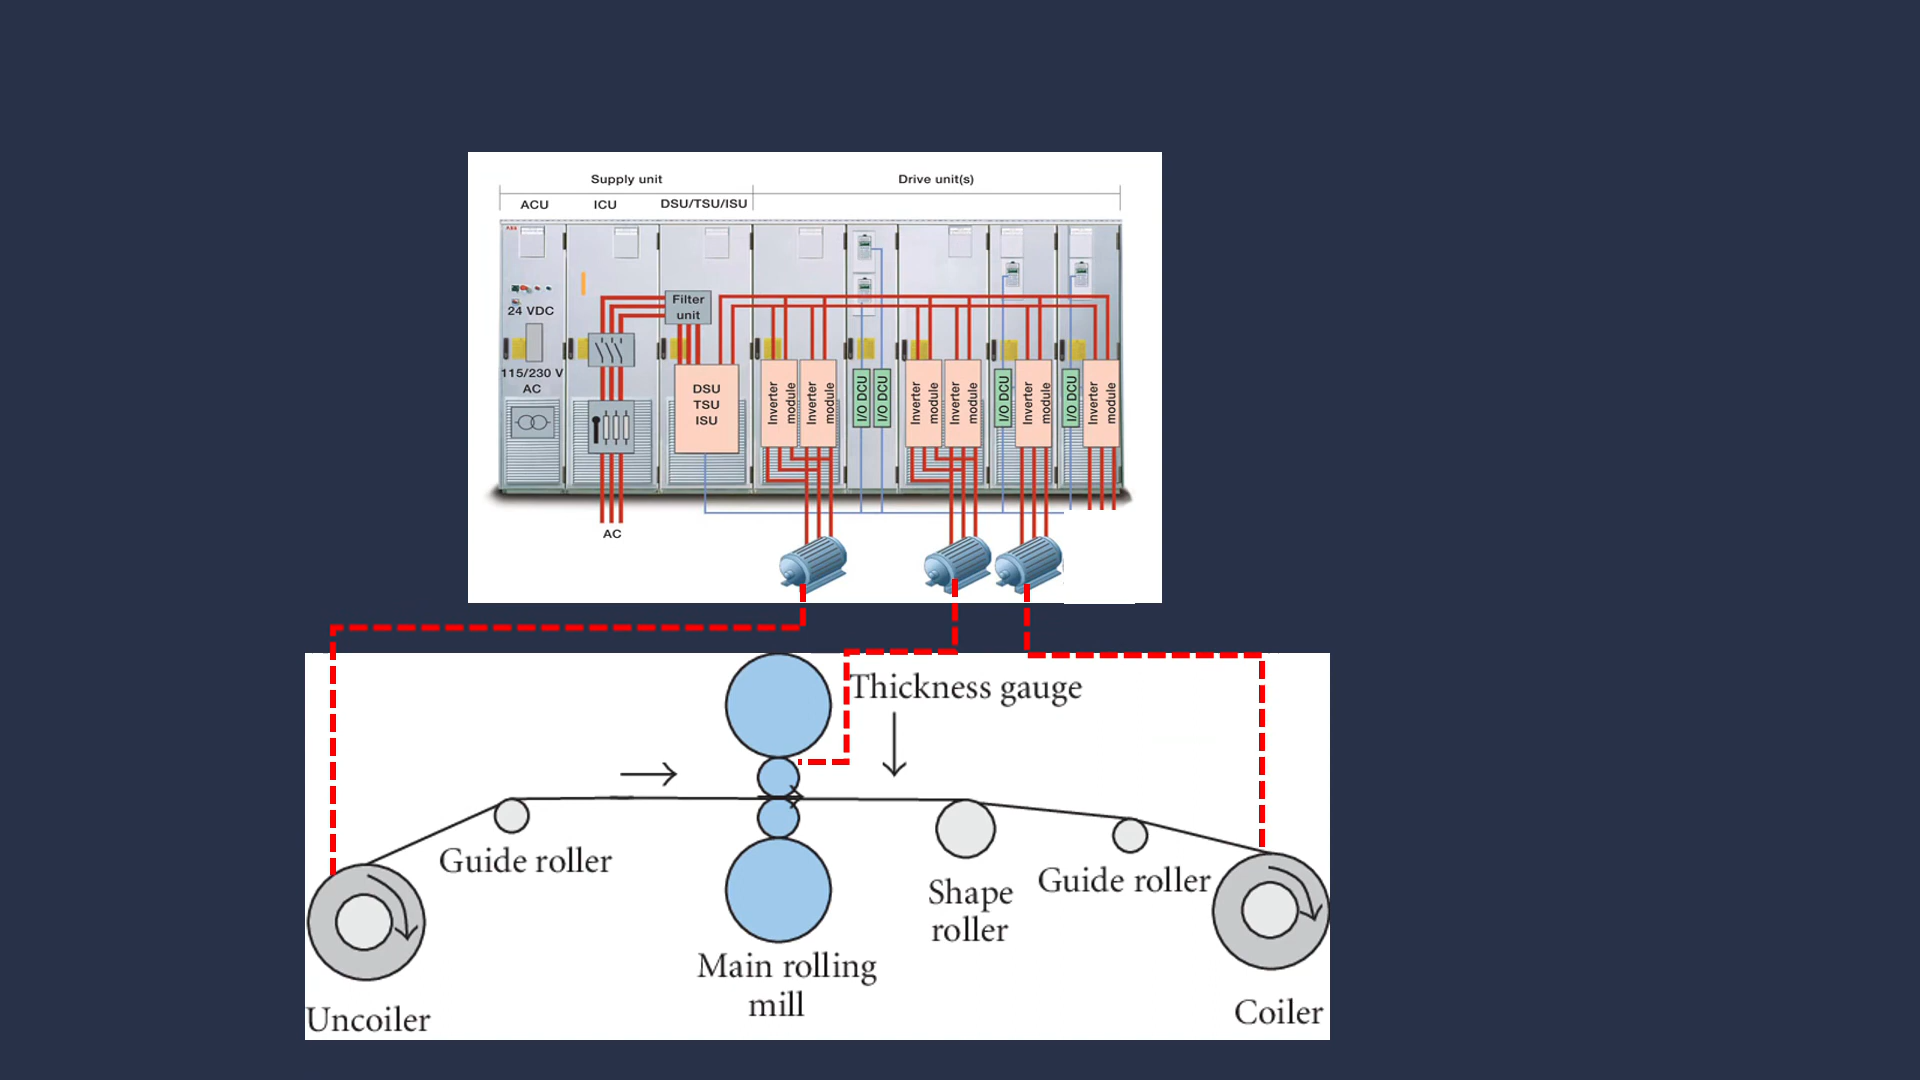 Supply unit
Drive unit(s)
ACU
ICU
DSU/TSU/ISU
ABB
24 VDC
115/230 V
AC
Filter
unit
DSU
TSU
ISU
Inverter
module
Inverter
module
I/O DCU
I/O DCU
Inverter
module
Inverter
module
I/O DCU
Inverter
module
I/O DCU
Inverter
module
AC
Thickness gauge
Guide roller
Shape
roller
Guide roller
Main rolling
mill
Uncoiler
Coiler